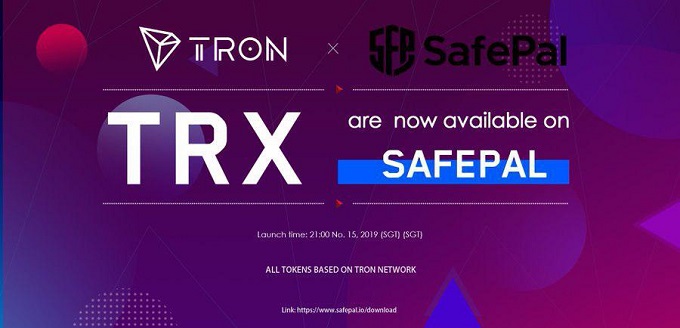 TRON × SFP SafePal
TRX
are now available on
SAFEPAL
Launch time: 21:00 No. 15, 2019 (SGT) (SGT)
ALL TOKENS BASED ON TRON NETWORK
Link: https://www.safepal.io/download